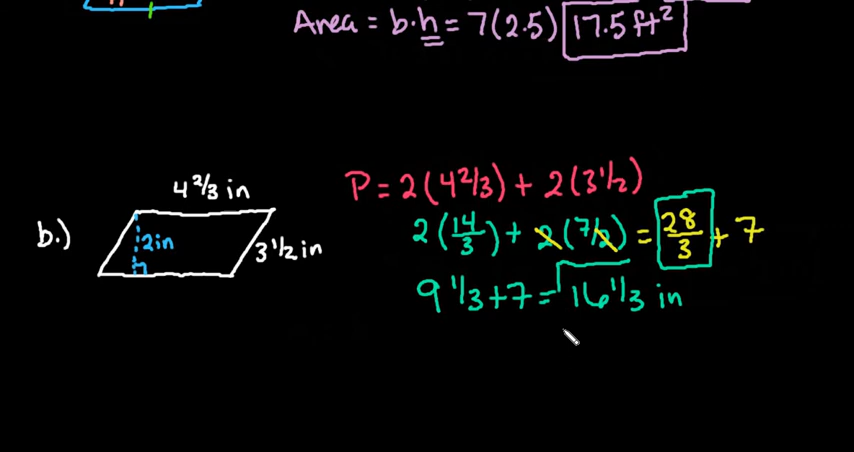 Area = b·h = 7(2.5) 17.5 ft²
4 2/3 in
P = 2(4 2/3) + 2(3 1/2)
b.)
2in
3 1/2 in
2(14/3) + 2(7/2) = 28/3 + 7
9 1/3 + 7 = 16 1/3 in